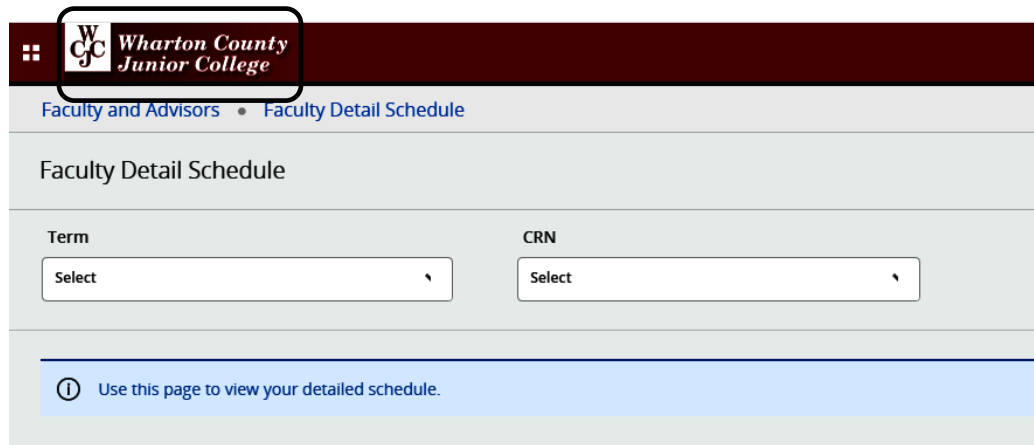 WCJC Wharton County
Junior College
Faculty and Advisors • Faculty Detail Schedule
Faculty Detail Schedule
Term CRN
Select Select
Use this page to view your detailed schedule.